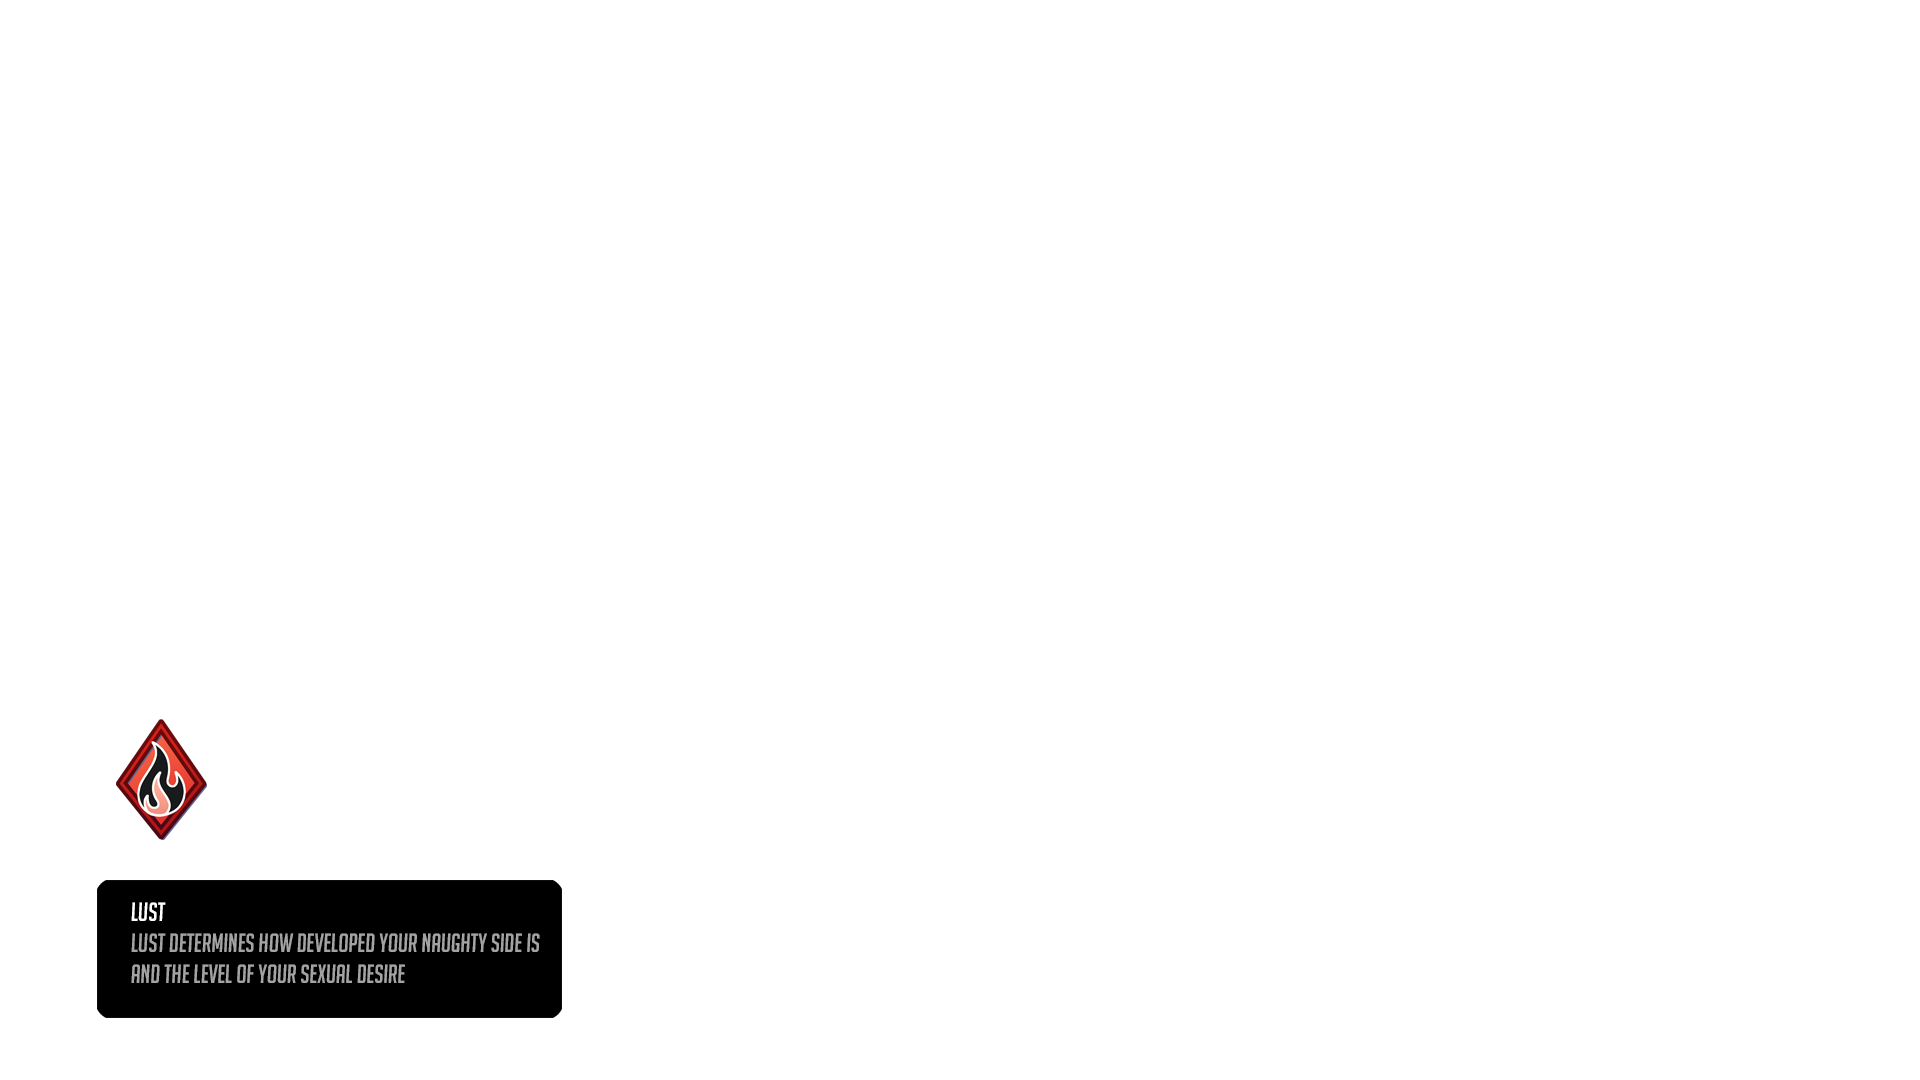 LUST
LUST DETERMINES HOW DEVELOPED YOUR NAUGHTY SIDE IS
AND THE LEVEL OF YOUR SEXUAL DESIRE